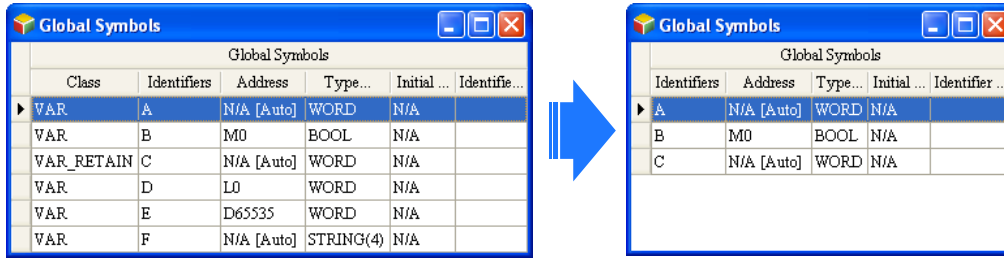 Global Symbols
Global Symbols
Class Identifiers Address Type... Initial ... Identifie...
VAR A N/A [Auto] WORD N/A
VAR B M0 BOOL N/A
VAR_RETAIN C N/A [Auto] WORD N/A
VAR D L0 WORD N/A
VAR E D65535 WORD N/A
VAR F N/A [Auto] STRING(4) N/A
Global Symbols
Global Symbols
Identifiers Address Type... Initial ... Identifier ...
A N/A [Auto] WORD N/A
B M0 BOOL N/A
C N/A [Auto] WORD N/A